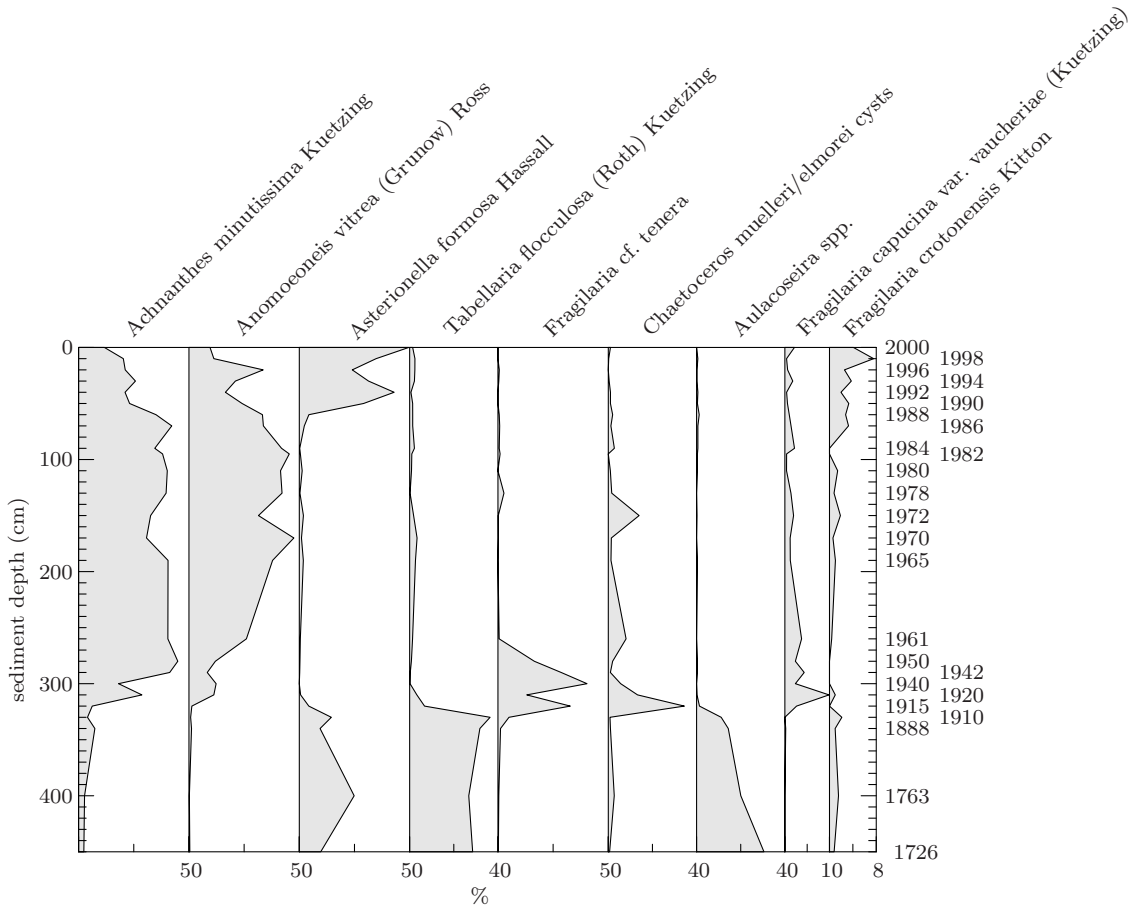 Achnanthes minutissima Kuetzing
Anomoeoneis vitrea (Grunow) Ross
Asterionella formosa Hassall
Tabellaria flocculosa (Roth) Kuetzing
Fragilaria cf. tenera
Chaetoceros muelleri/elmorei cysts
Aulacoseira spp.
Fragilaria capucina var. vaucheriae (Kuetzing)
Fragilaria crotonensis Kitton
0
100
200
300
400
sediment depth (cm)
2000
1998
1996
1994
1992
1990
1988
1986
1984
1982
1980
1978
1972
1970
1965
1961
1950
1942
1940
1920
1915
1910
1888
1763
1726
50 50 50 40 50 40 40 10 8
%